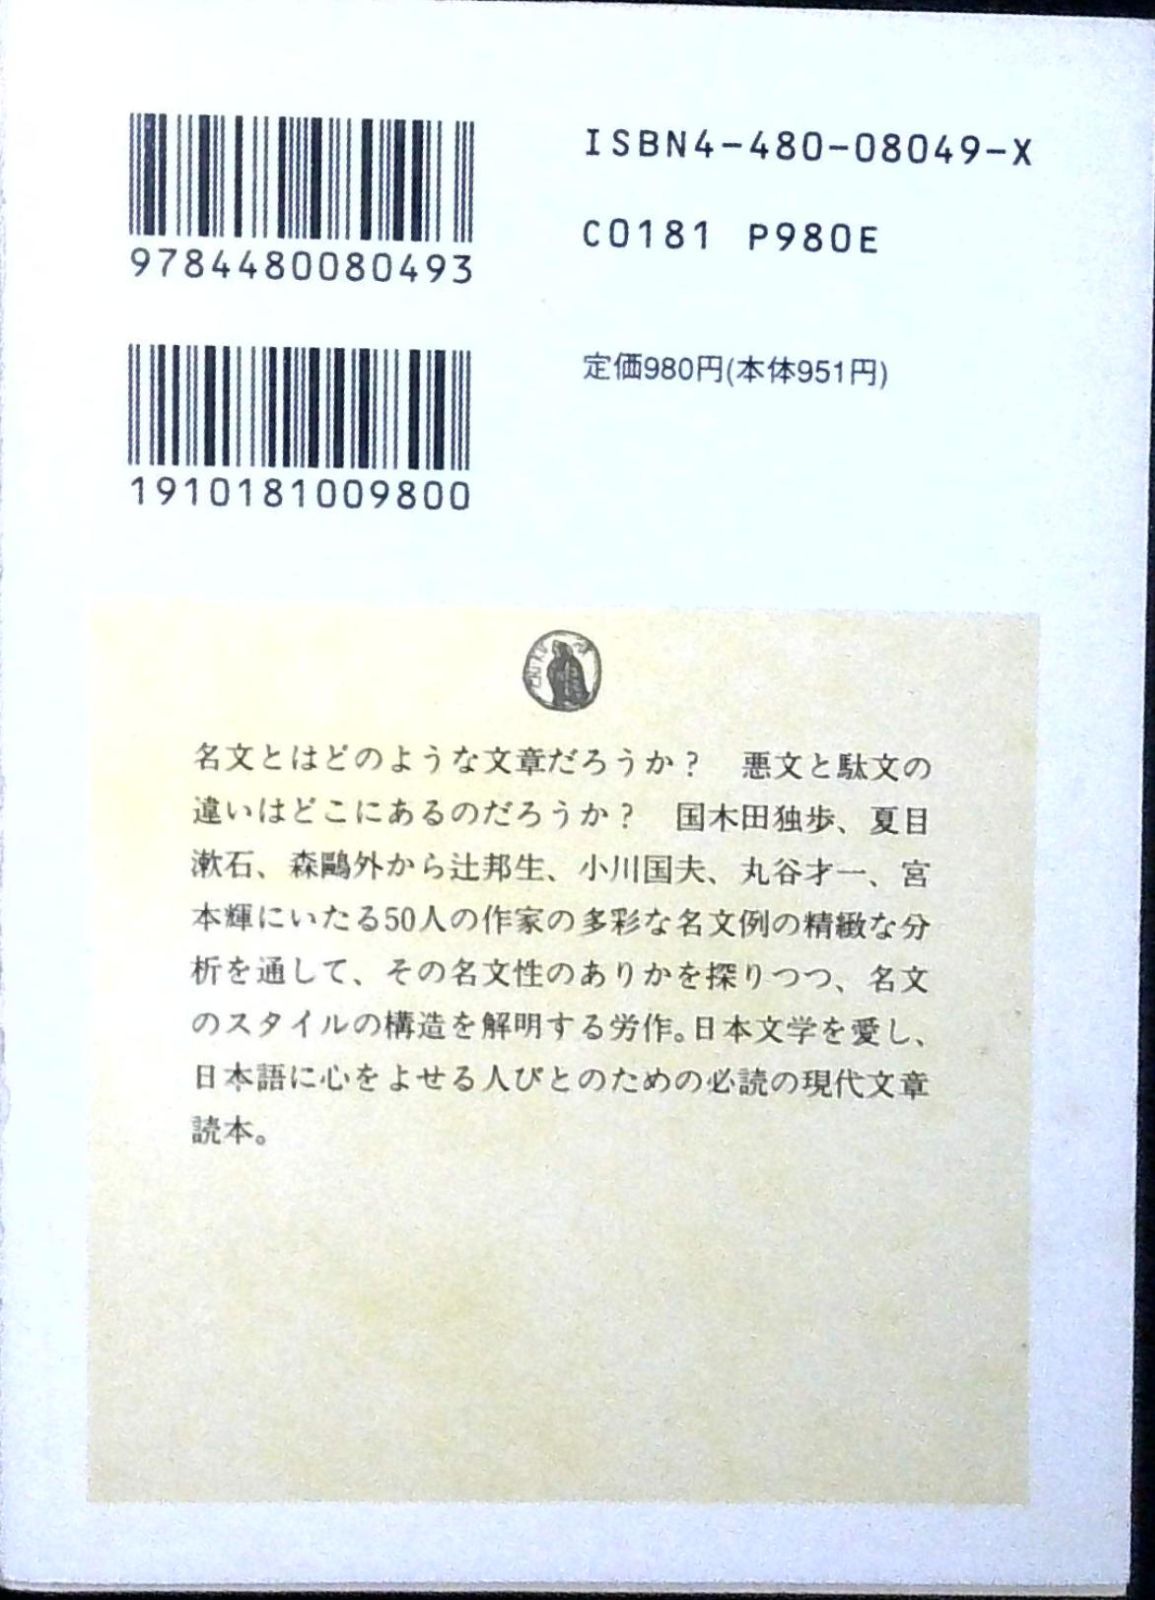 9784480080493
1910181009800
ISBN4-480-08049-X
C0181 P980E
定価980円(本体951円)
名文とはどのような文章だろうか？　悪文と駄文の
違いはどこにあるのだろうか？　国木田独歩、夏目
漱石、森鷗外から辻邦生、小川国夫、丸谷才一、宮
本輝にいたる50人の作家の多彩な名文例の精緻な分
析を通して、その名文性のありかを探りつつ、名文
のスタイルの構造を解明する労作。日本文学を愛し、
日本語に心をよせる人びとのための必読の現代文章
読本。